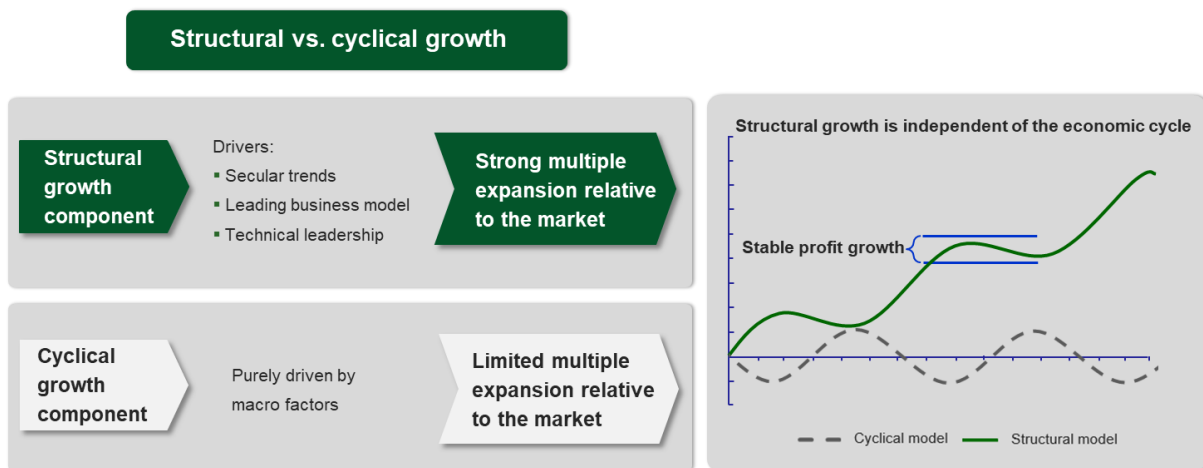 Structural vs. cyclical growth
Structural
growth
component
Drivers:
▪ Secular trends
▪ Leading business model
▪ Technical leadership
Strong multiple
expansion relative
to the market
Cyclical
growth
component
Purely driven by
macro factors
Limited multiple
expansion relative
to the market
Structural growth is independent of the economic cycle
Stable profit growth
Cyclical model
Structural model